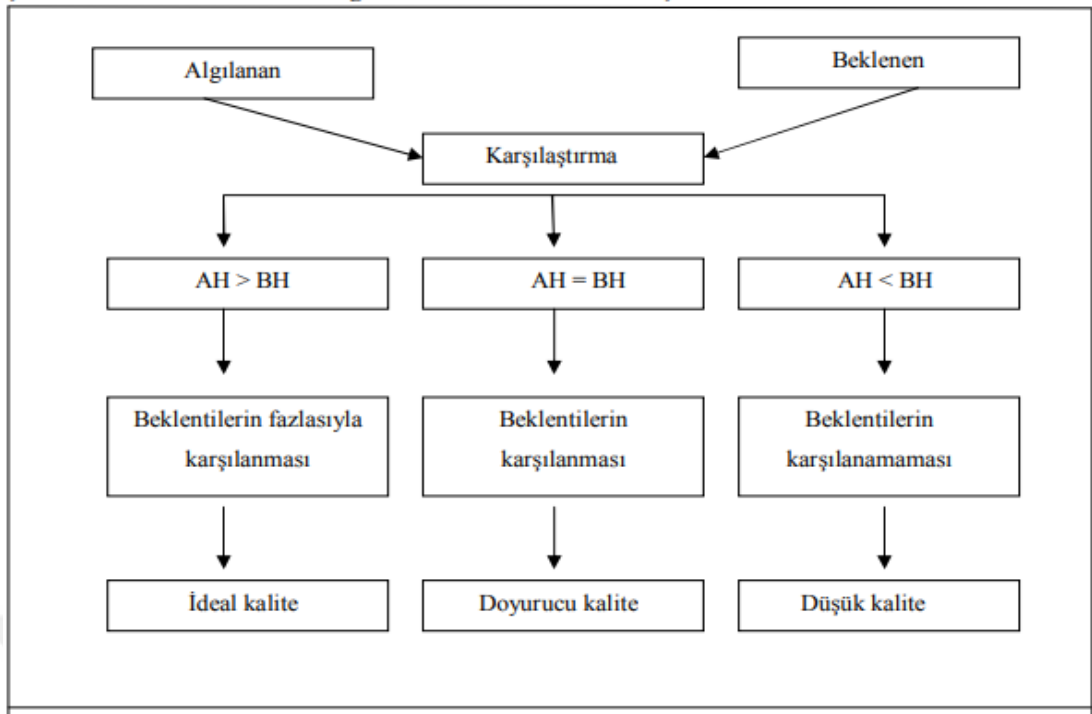 Algılanan
Beklenen
Karşılaştırma
AH > BH
AH = BH
AH < BH
Beklentilerin fazlasıyla
karşılanması
Beklentilerin
karşılanması
Beklentilerin
karşılanamaması
İdeal kalite
Doyurucu kalite
Düşük kalite